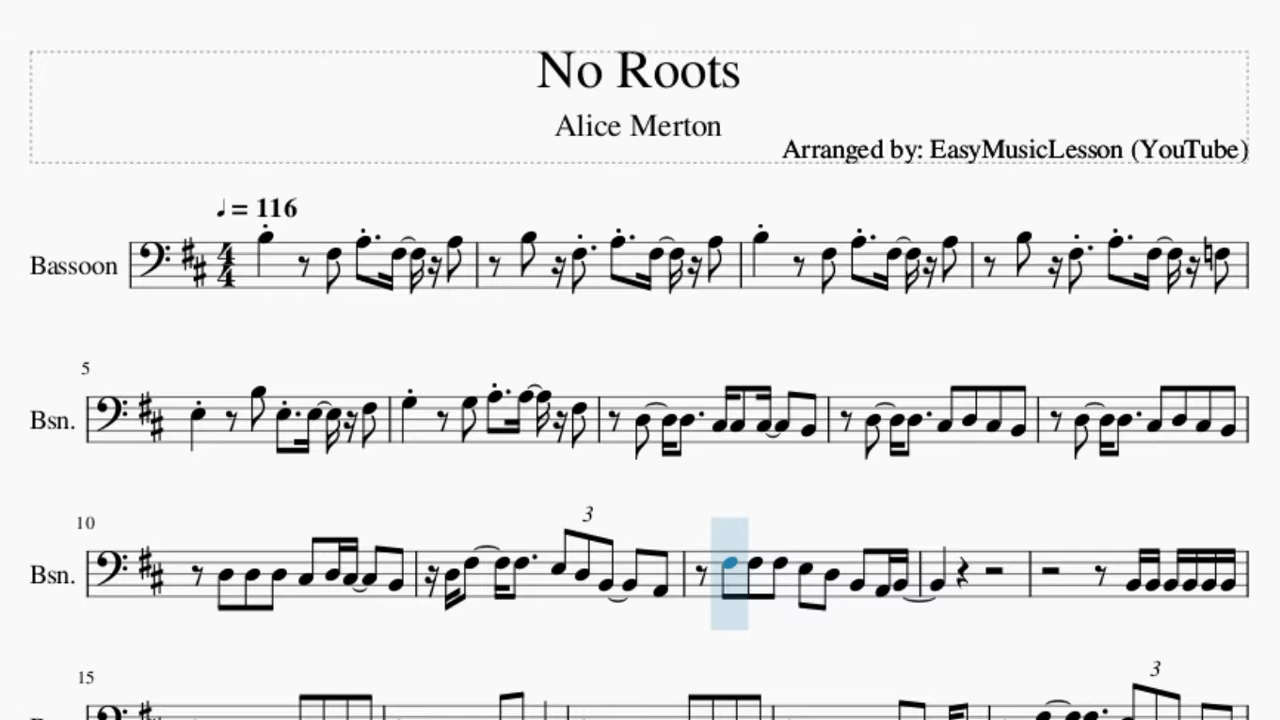 No Roots
Alice Merton
Arranged by: EasyMusicLesson (YouTube)
♩ = 116
Bassoon
4
4
5
Bsn.
10
3
Bsn.
15
3